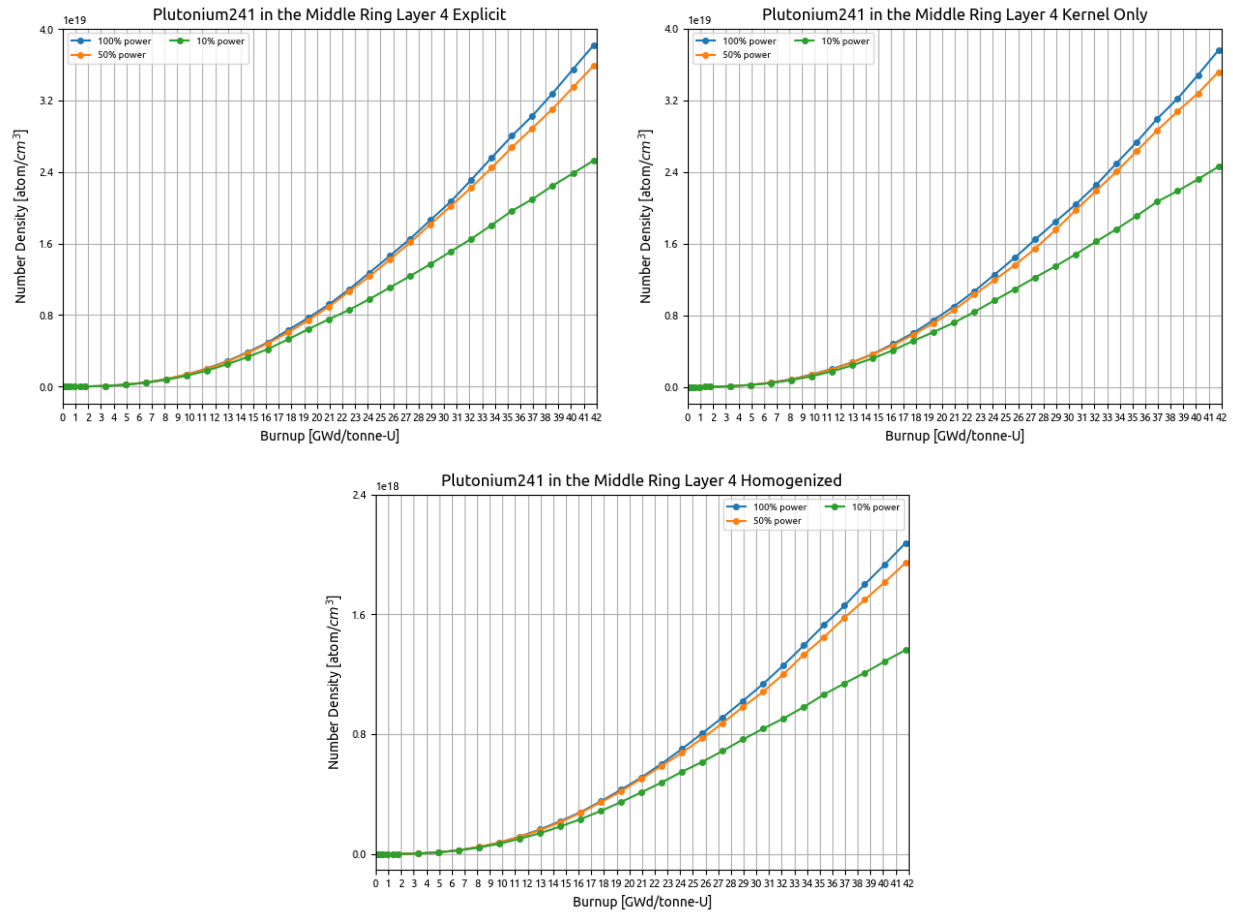 Plutonium241 in the Middle Ring Layer 4 Explicit
1e19
100% power
50% power
10% power
4.0
3.2
2.4
1.6
0.8
0.0
Number Density [atom/cm³]
0 1 2 3 4 5 6 7 8 9 10 11 12 13 14 15 16 17 18 19 20 21 22 23 24 25 26 27 28 29 30 31 32 33 34 35 36 37 38 39 40 41 42
Burnup [GWd/tonne-U]
Plutonium241 in the Middle Ring Layer 4 Kernel Only
1e19
100% power
50% power
10% power
4.0
3.2
2.4
1.6
0.8
0.0
Number Density [atom/cm³]
0 1 2 3 4 5 6 7 8 9 10 11 12 13 14 15 16 17 18 19 20 21 22 23 24 25 26 27 28 29 30 31 32 33 34 35 36 37 38 39 40 41 42
Burnup [GWd/tonne-U]
Plutonium241 in the Middle Ring Layer 4 Homogenized
1e18
100% power
50% power
10% power
2.4
1.6
0.8
0.0
Number Density [atom/cm³]
0 1 2 3 4 5 6 7 8 9 10 11 12 13 14 15 16 17 18 19 20 21 22 23 24 25 26 27 28 29 30 31 32 33 34 35 36 37 38 39 40 41 42
Burnup [GWd/tonne-U]